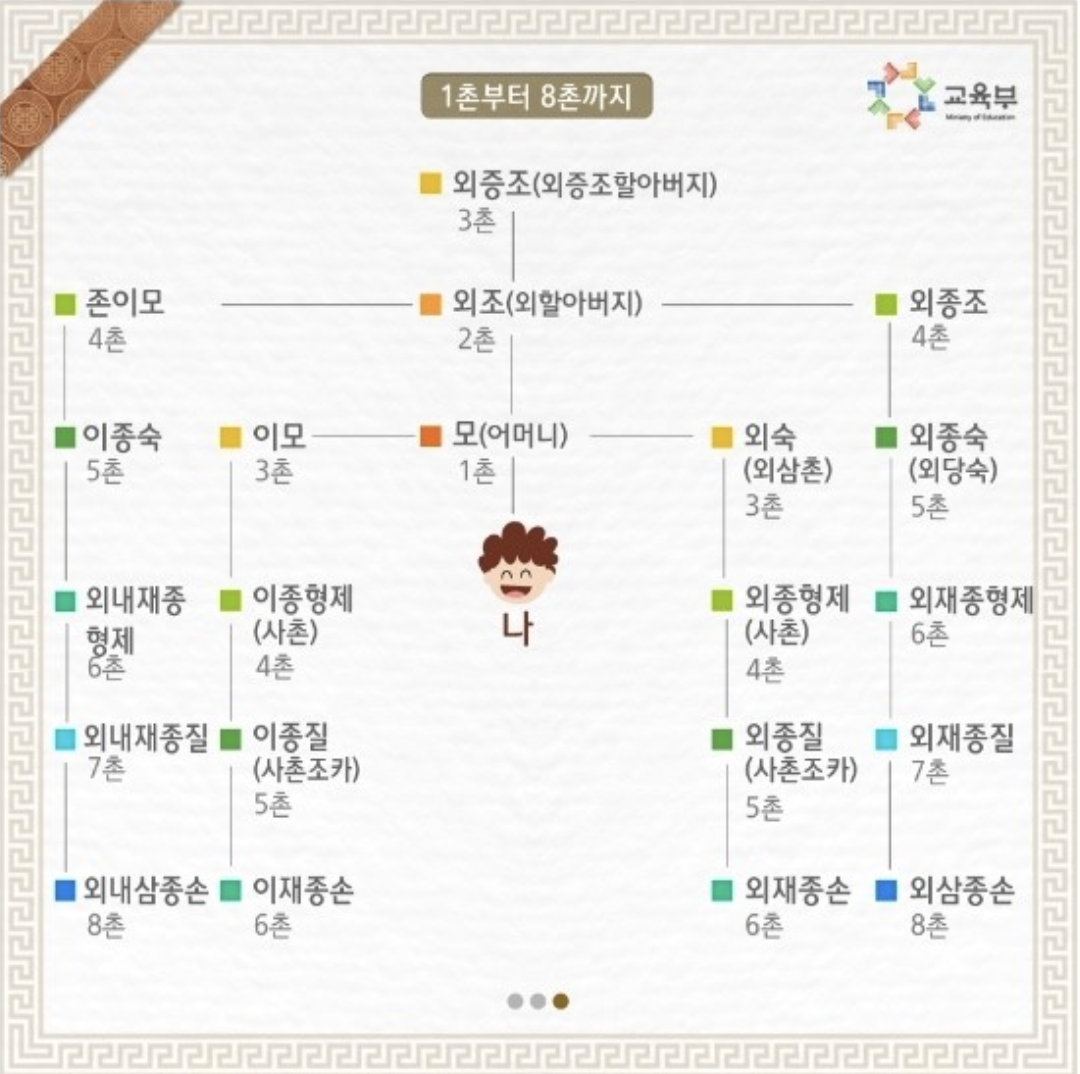 1촌부터 8촌까지
교육부
Ministry of Education
외증조(외증조할아버지)
3촌
존이모
4촌
외조(외할아버지)
2촌
외종조
4촌
이종숙
5촌
이모
3촌
모(어머니)
1촌
외숙
(외삼촌)
3촌
외종숙
(외당숙)
5촌
나
외내재종
형제
6촌
이종형제
(사촌)
4촌
외종형제
(사촌)
4촌
외재종형제
6촌
외내재종질
7촌
이종질
(사촌조카)
5촌
외종질
(사촌조카)
5촌
외재종질
7촌
외내삼종손
8촌
이재종손
6촌
외재종손
6촌
외삼종손
8촌